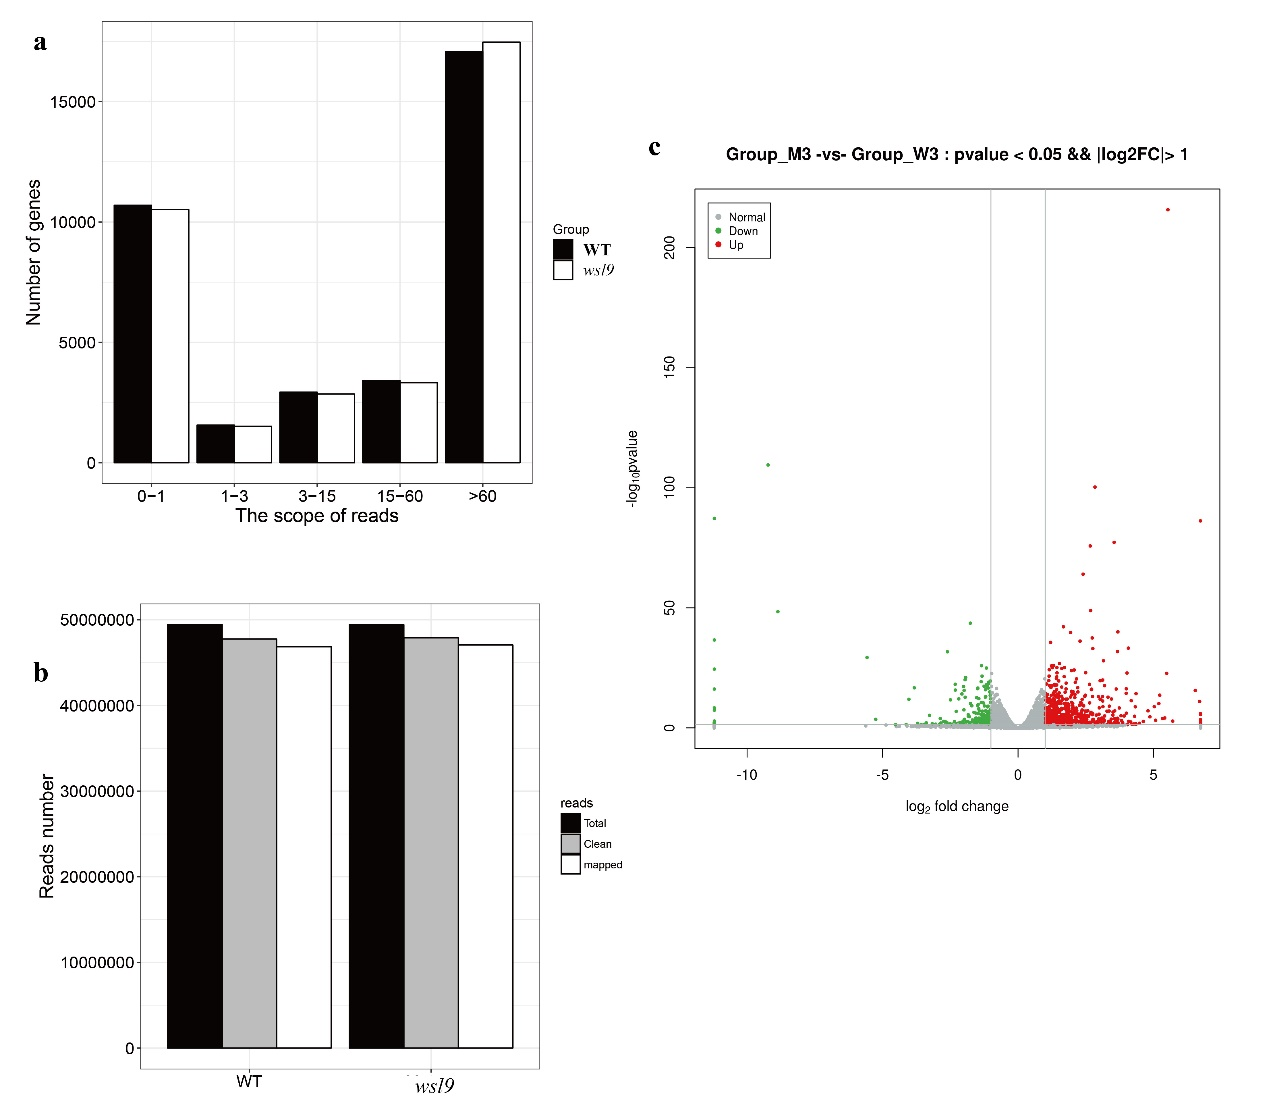 a
Number of genes
15000
10000
5000
0
0−1 1−3 3−15 15−60 >60
The scope of reads
Group
WT
wsl9
b
Reads number
50000000
40000000
30000000
20000000
10000000
0
WT wsl9
reads
Total
Clean
mapped
c
Group_M3 -vs- Group_W3 : pvalue < 0.05 && |log2FC|> 1
Normal
Down
Up
-log10pvalue
200
150
100
50
0
-10 -5 0 5
log2 fold change